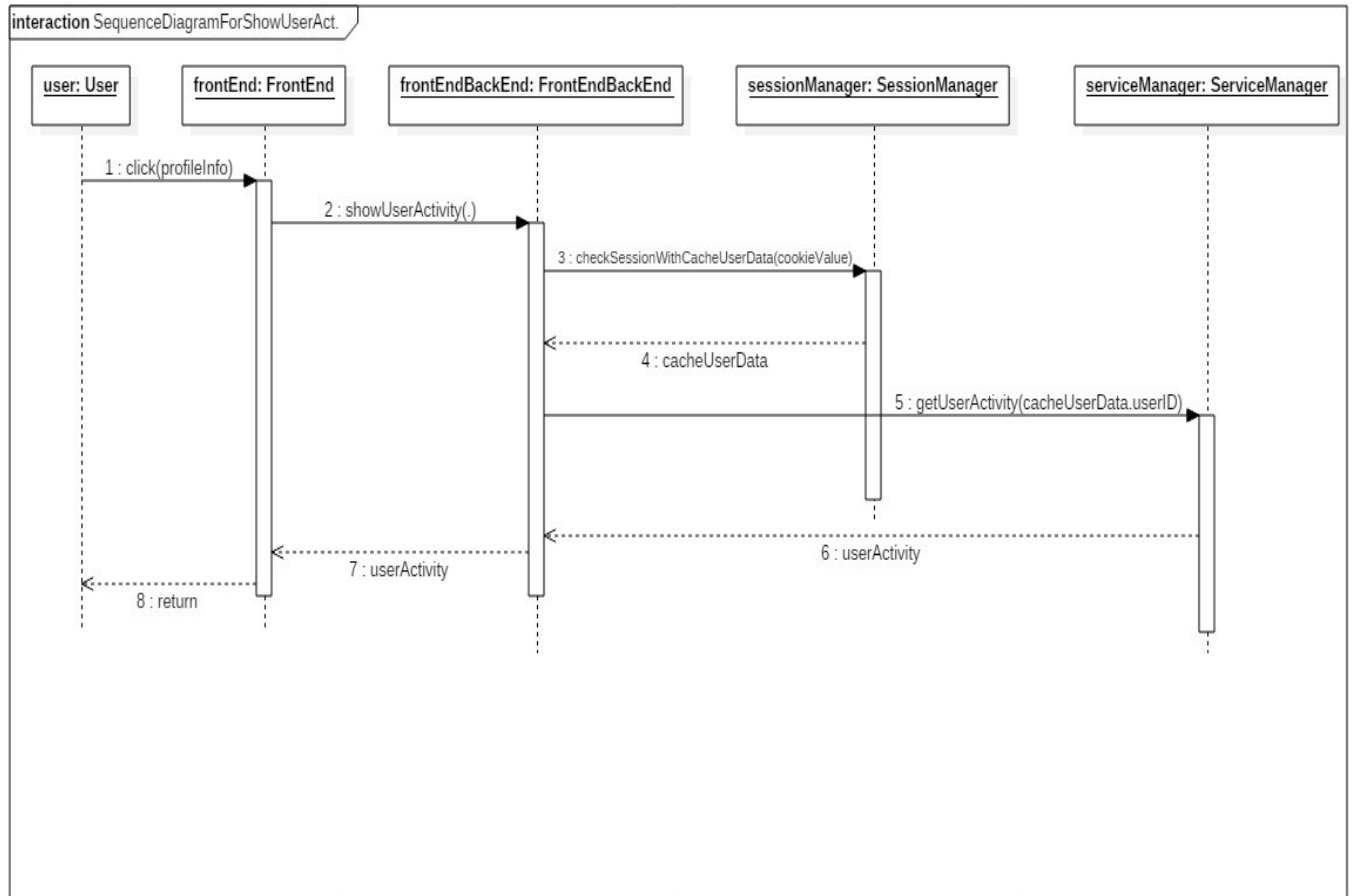 interaction SequenceDiagramForShowUserAct.
user: User
frontEnd: FrontEnd
frontEndBackEnd: FrontEndBackEnd
sessionManager: SessionManager
serviceManager: ServiceManager
1 : click(profileInfo)
2 : showUserActivity(.)
3 : checkSessionWithCacheUserData(cookieValue)
4 : cacheUserData
5 : getUserActivity(cacheUserData.userID)
6 : userActivity
7 : userActivity
8 : return